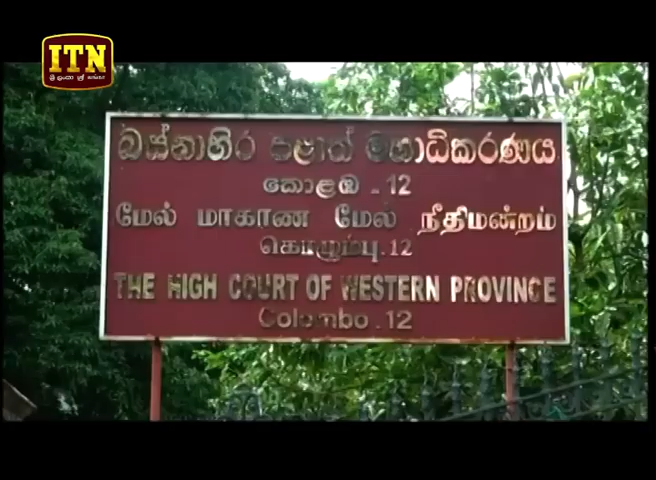 ITN
බස්නාහිර පළාත් මහාධිකරණය
කොළඹ - 12
மேல் மாகாண மேல் நீதிமன்றம்
கொழும்பு.12
THE HIGH COURT OF WESTERN PROVINCE
Colombo.12